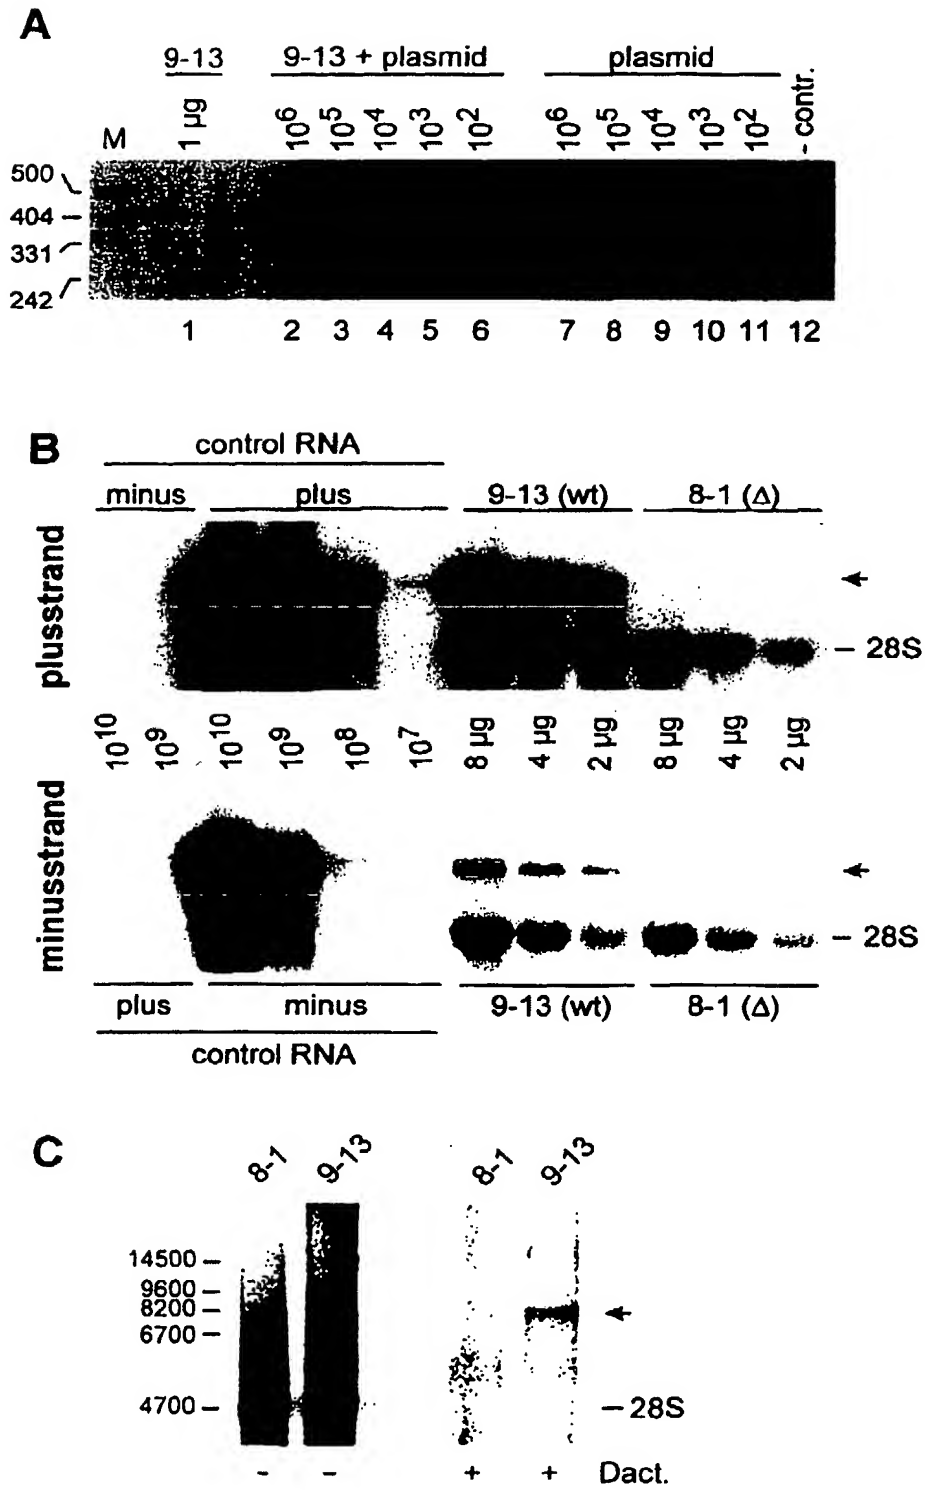 A
9-13
9-13 + plasmid
plasmid
M
1 µg
10⁶
10⁵
10⁴
10³
10²
10⁶
10⁵
10⁴
10³
10²
- contr.
500
404
331
242
1 2 3 4 5 6 7 8 9 10 11 12
B
control RNA
minus plus 9-13 (wt) 8-1 (Δ)
plusstrand
28S
10¹⁰ 10⁹ 10¹⁰ 10⁹ 10⁸ 10⁷ 8 µg 4 µg 2 µg 8 µg 4 µg 2 µg
minusstrand
28S
plus minus 9-13 (wt) 8-1 (Δ)
control RNA
C
8-1 9-13 8-1 9-13
14500
9600
8200
6700
4700
28S
- - + + Dact.